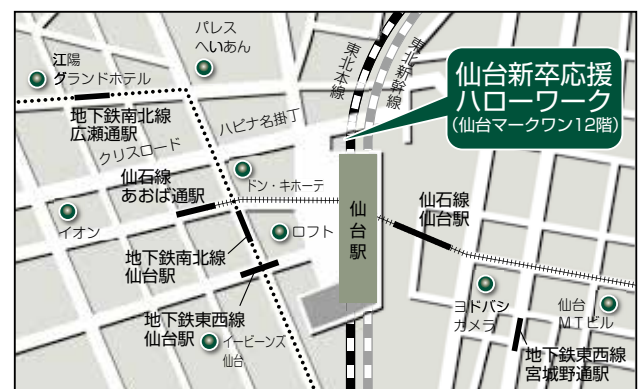 パレス
へいあん
江陽
グランドホテル
地下鉄南北線
広瀬通駅
クリスロード
ハピナ名掛丁
東北本線
東北新幹線
仙台新卒応援
ハローワーク
(仙台マークワン12階)
仙石線
あおば通駅
ドン・キホーテ
イオン
ロフト
仙台駅
仙石線
仙台駅
地下鉄南北線
仙台駅
地下鉄東西線
仙台駅
イービーンズ
仙台
ヨドバシ
カメラ
仙台
MTビル
地下鉄東西線
宮城野通駅